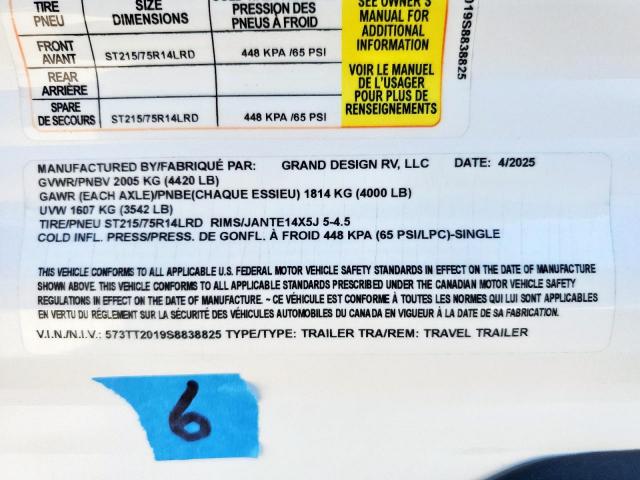 TIRE SIZE COLD TIRE PRESSION DES SEE OWNER'S
PNEU DIMENSIONS PNEUS À FROID MANUAL FOR
ADDITIONAL
INFORMATION
FRONT
AVANT ST215/75R14LRD 448 KPA /65 PSI
REAR
ARRIÈRE
SPARE
DE SECOURS ST215/75R14LRD 448 KPA /65 PSI
VOIR LE MANUEL
DE L'USAGER
POUR PLUS DE
RENSEIGNEMENTS
019S8838825
MANUFACTURED BY/FABRIQUÉ PAR: GRAND DESIGN RV, LLC DATE: 4/2025
GVWR/PNBV 2005 KG (4420 LB)
GAWR (EACH AXLE)/PNBE(CHAQUE ESSIEU) 1814 KG (4000 LB)
UVW 1607 KG (3542 LB)
TIRE/PNEU ST215/75R14LRD RIMS/JANTE14X5J 5-4.5
COLD INFL. PRESS/PRESS. DE GONFL. À FROID 448 KPA (65 PSI/LPC)-SINGLE
THIS VEHICLE CONFORMS TO ALL APPLICABLE U.S. FEDERAL MOTOR VEHICLE SAFETY STANDARDS IN EFFECT ON THE DATE OF MANUFACTURE
SHOWN ABOVE. THIS VEHICLE CONFORMS TO ALL APPLICABLE STANDARDS PRESCRIBED UNDER THE CANADIAN MOTOR VEHICLE SAFETY
REGULATIONS IN EFFECT ON THE DATE OF MANUFACTURE. ~ CE VÉHICULE EST CONFORME À TOUTES LES NORMES QUI LUI SONT APPLICABLES
EN VERTU DU RÈGLEMENT SUR LA SÉCURITÉ DES VÉHICULES AUTOMOBILES DU CANADA EN VIGUEUR À LA DATE DE SA FABRICATION.
V.I.N./N.I.V.: 573TT2019S8838825 TYPE/TYPE: TRAILER TRA/REM: TRAVEL TRAILER
6